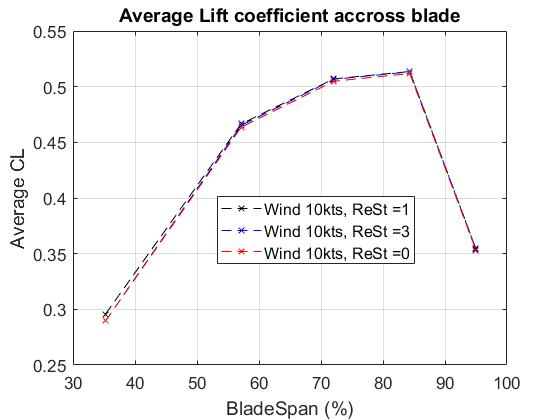 Average Lift coefficient accross blade
0.55
0.5
0.45
0.4
0.35
0.3
0.25
Average CL
Wind 10kts, ReSt =1
Wind 10kts, ReSt =3
Wind 10kts, ReSt =0
30 40 50 60 70 80 90 100
BladeSpan (%)